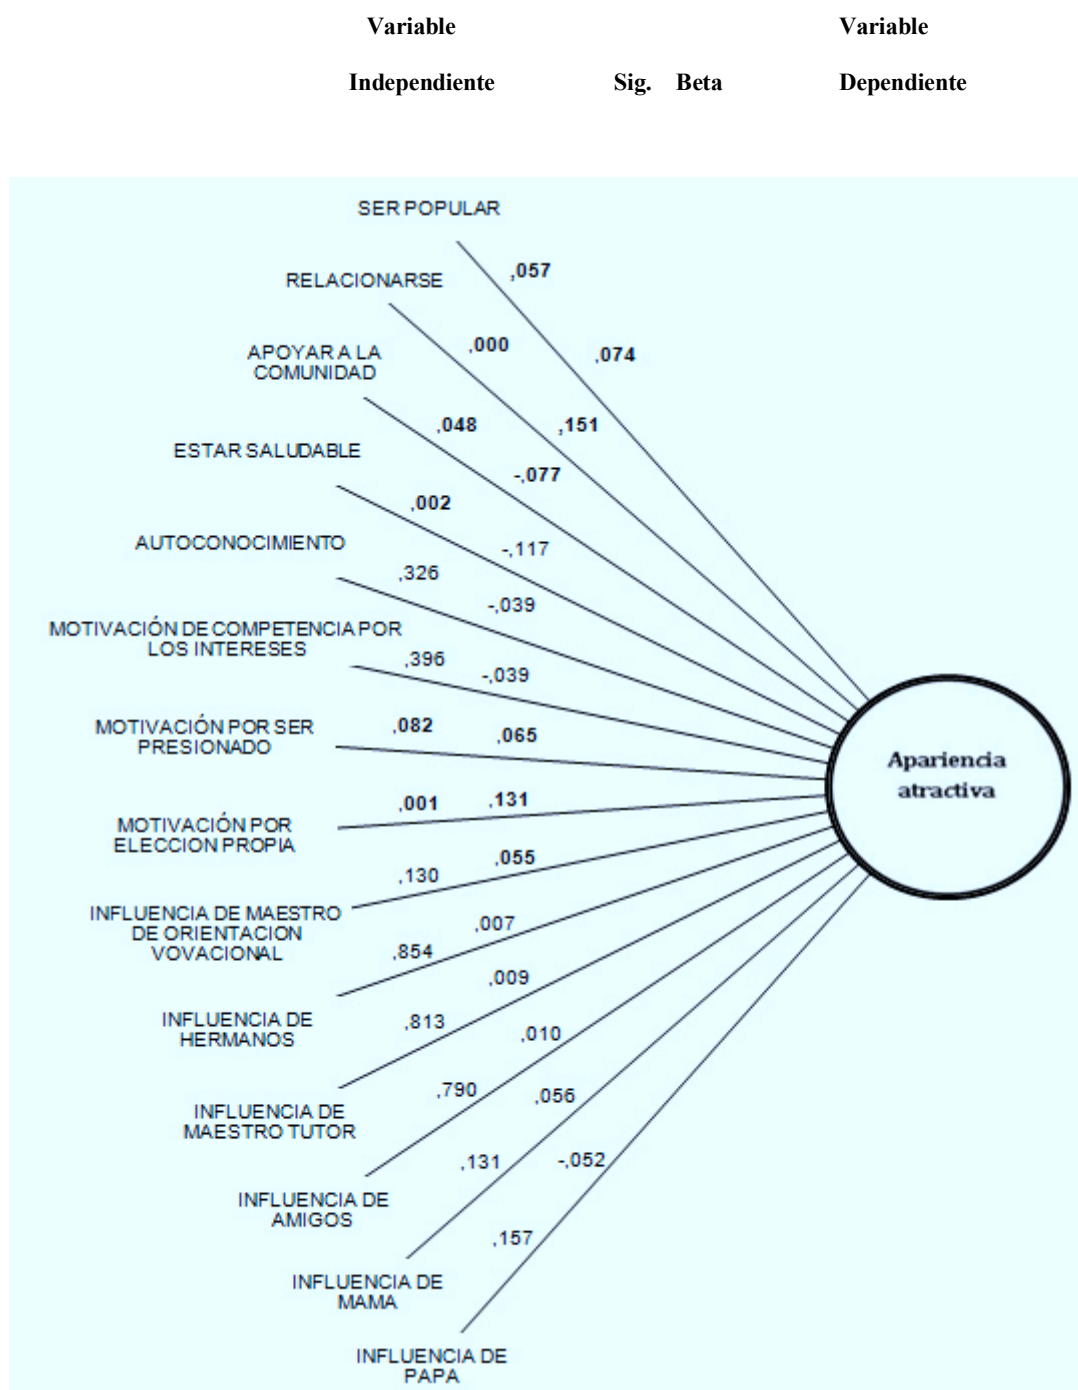 Variable Variable
Independiente Sig. Beta Dependiente
SER POPULAR
,057
RELACIONARSE
,000 ,074
APOYAR A LA
COMUNIDAD
,048 ,151
ESTAR SALUDABLE
-,077
,002
AUTOCONOCIMIENTO
-,117
,326
-,039
MOTIVACIÓN DE COMPETENCIA POR
LOS INTERESES
,396 -,039
MOTIVACIÓN POR SER
PRESIONADO
,082 ,065
Apariencia
atractiva
,001 ,131
MOTIVACIÓN POR
ELECCION PROPIA
,130 ,055
INFLUENCIA DE MAESTRO
DE ORIENTACION
VOVACIONAL
,007
,854
,009
INFLUENCIA DE
HERMANOS
,813 ,010
,790 ,056
INFLUENCIA DE
MAESTRO TUTOR
,131 -,052
INFLUENCIA DE
AMIGOS
,157
INFLUENCIA DE
MAMA
INFLUENCIA DE
PAPA